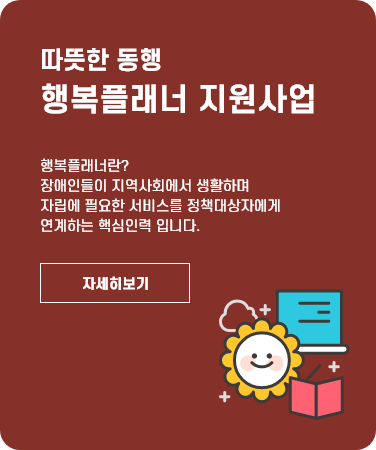 따뜻한 동행
행복플래너 지원사업
행복플래너란?
장애인들이 지역사회에서 생활하며
자립에 필요한 서비스를 정책대상자에게
연계하는 핵심인력 입니다.
자세히보기